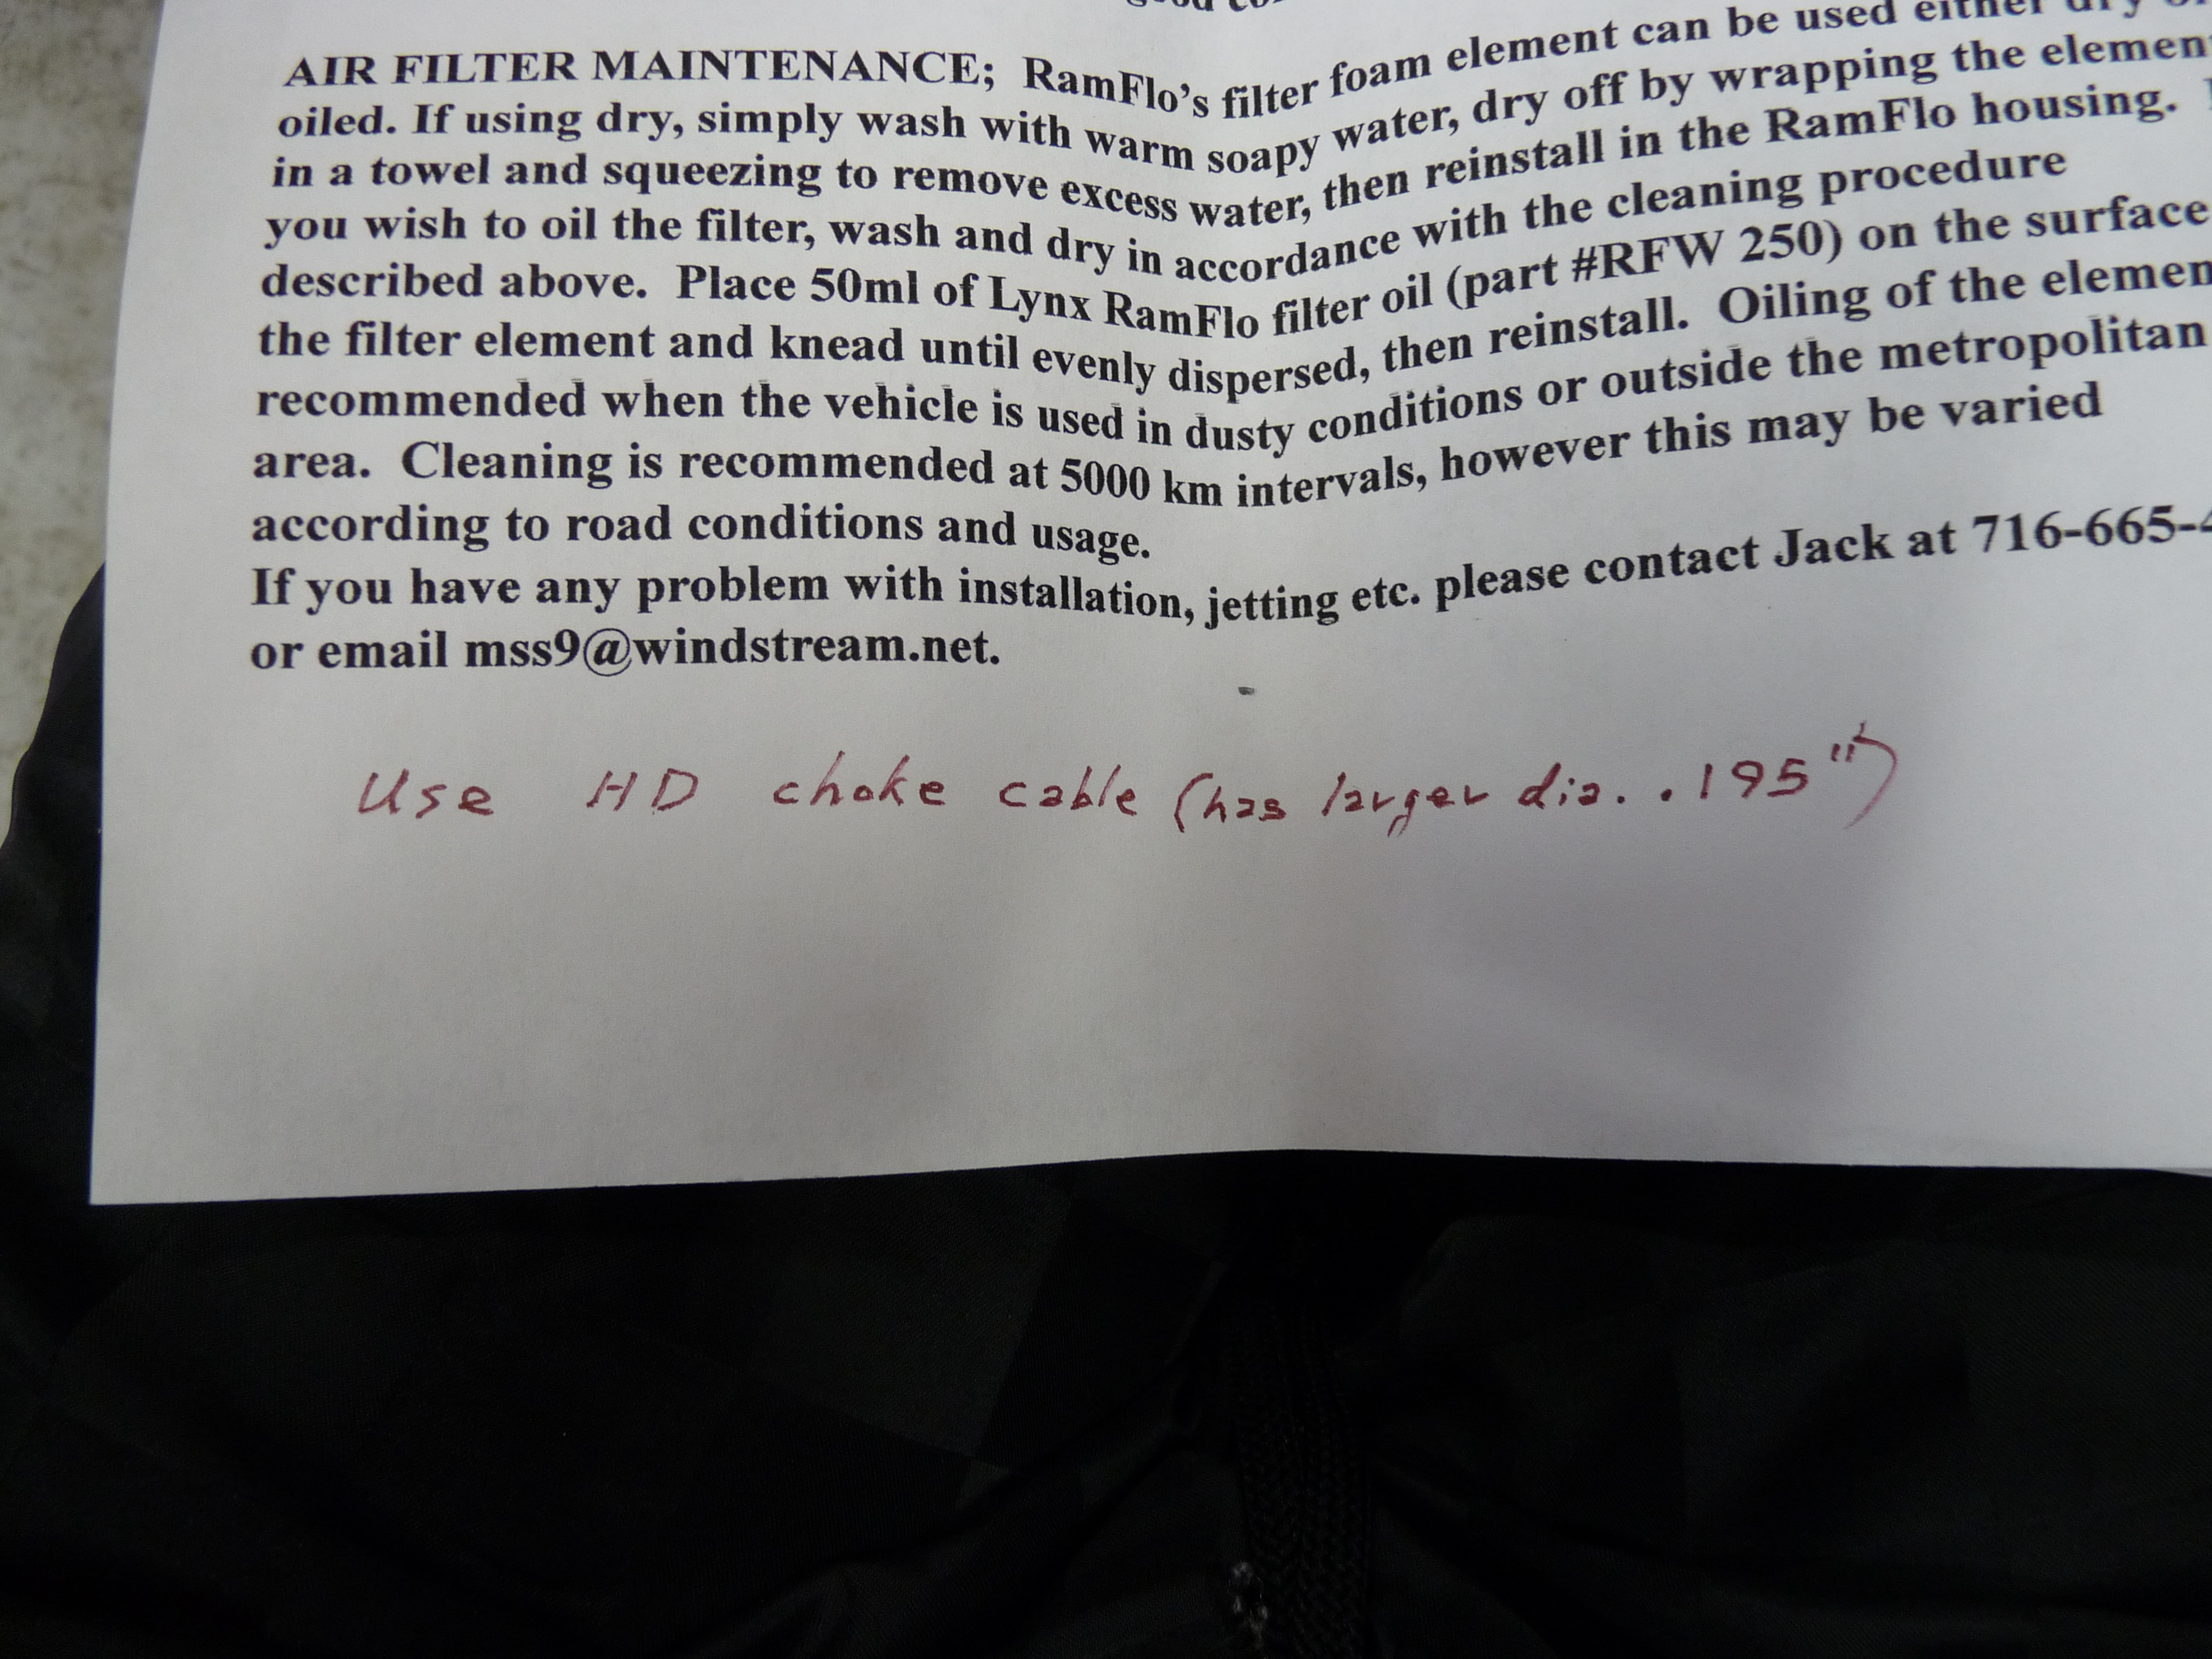 AIR FILTER MAINTENANCE; RamFlo's filter foam element can be used either dry
oiled. If using dry, simply wash with warm soapy water, dry off by wrapping the element
in a towel and squeezing to remove excess water, then reinstall in the RamFlo housing.
you wish to oil the filter, wash and dry in accordance with the cleaning procedure
described above. Place 50ml of Lynx RamFlo filter oil (part #RFW 250) on the surface
the filter element and knead until evenly dispersed, then reinstall. Oiling of the elemen
recommended when the vehicle is used in dusty conditions or outside the metropolitan
area. Cleaning is recommended at 5000 km intervals, however this may be varied
according to road conditions and usage.
If you have any problem with installation, jetting etc. please contact Jack at 716-665-4
or email mss9@windstream.net.
Use HD choke cable (has larger dia. .195")